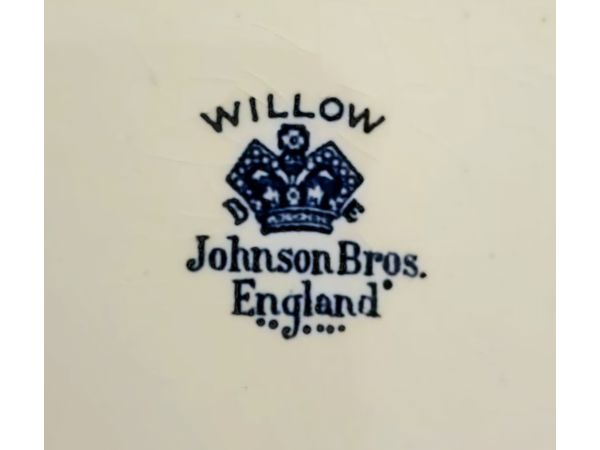 WILLOW
D E
Johnson Bros.
England